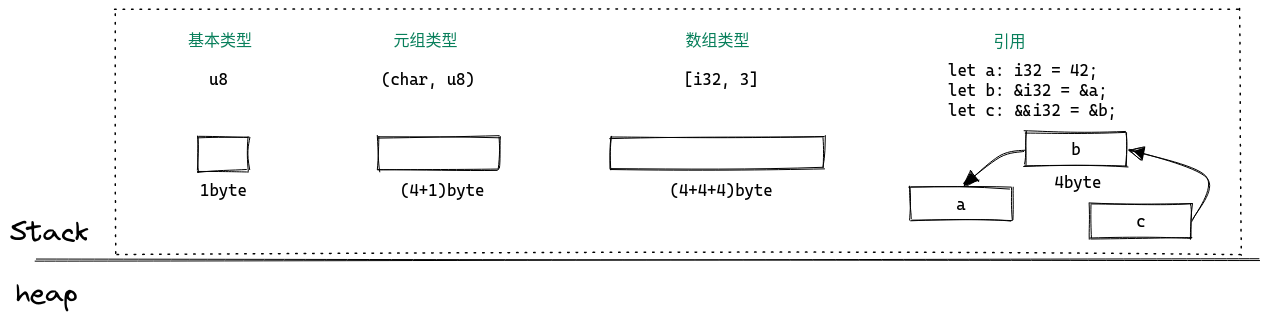 基本类型
u8
1byte
元组类型
(char, u8)
(4+1)byte
数组类型
[i32, 3]
(4+4+4)byte
引用
let a: i32 = 42;
let b: &i32 = &a;
let c: &&i32 = &b;
b
4byte
a
c
Stack
heap